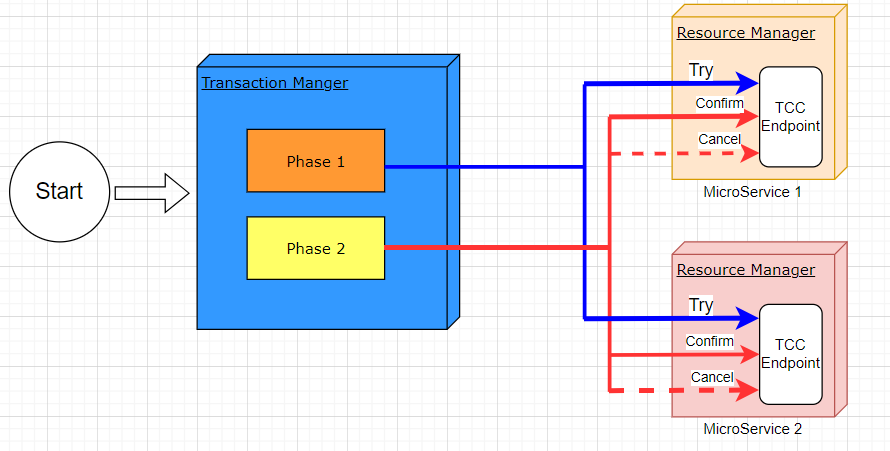 Start
Transaction Manger
Phase 1
Phase 2
Resource Manager
Try
Confirm
Cancel
TCC
Endpoint
MicroService 1
Resource Manager
Try
Confirm
Cancel
TCC
Endpoint
MicroService 2